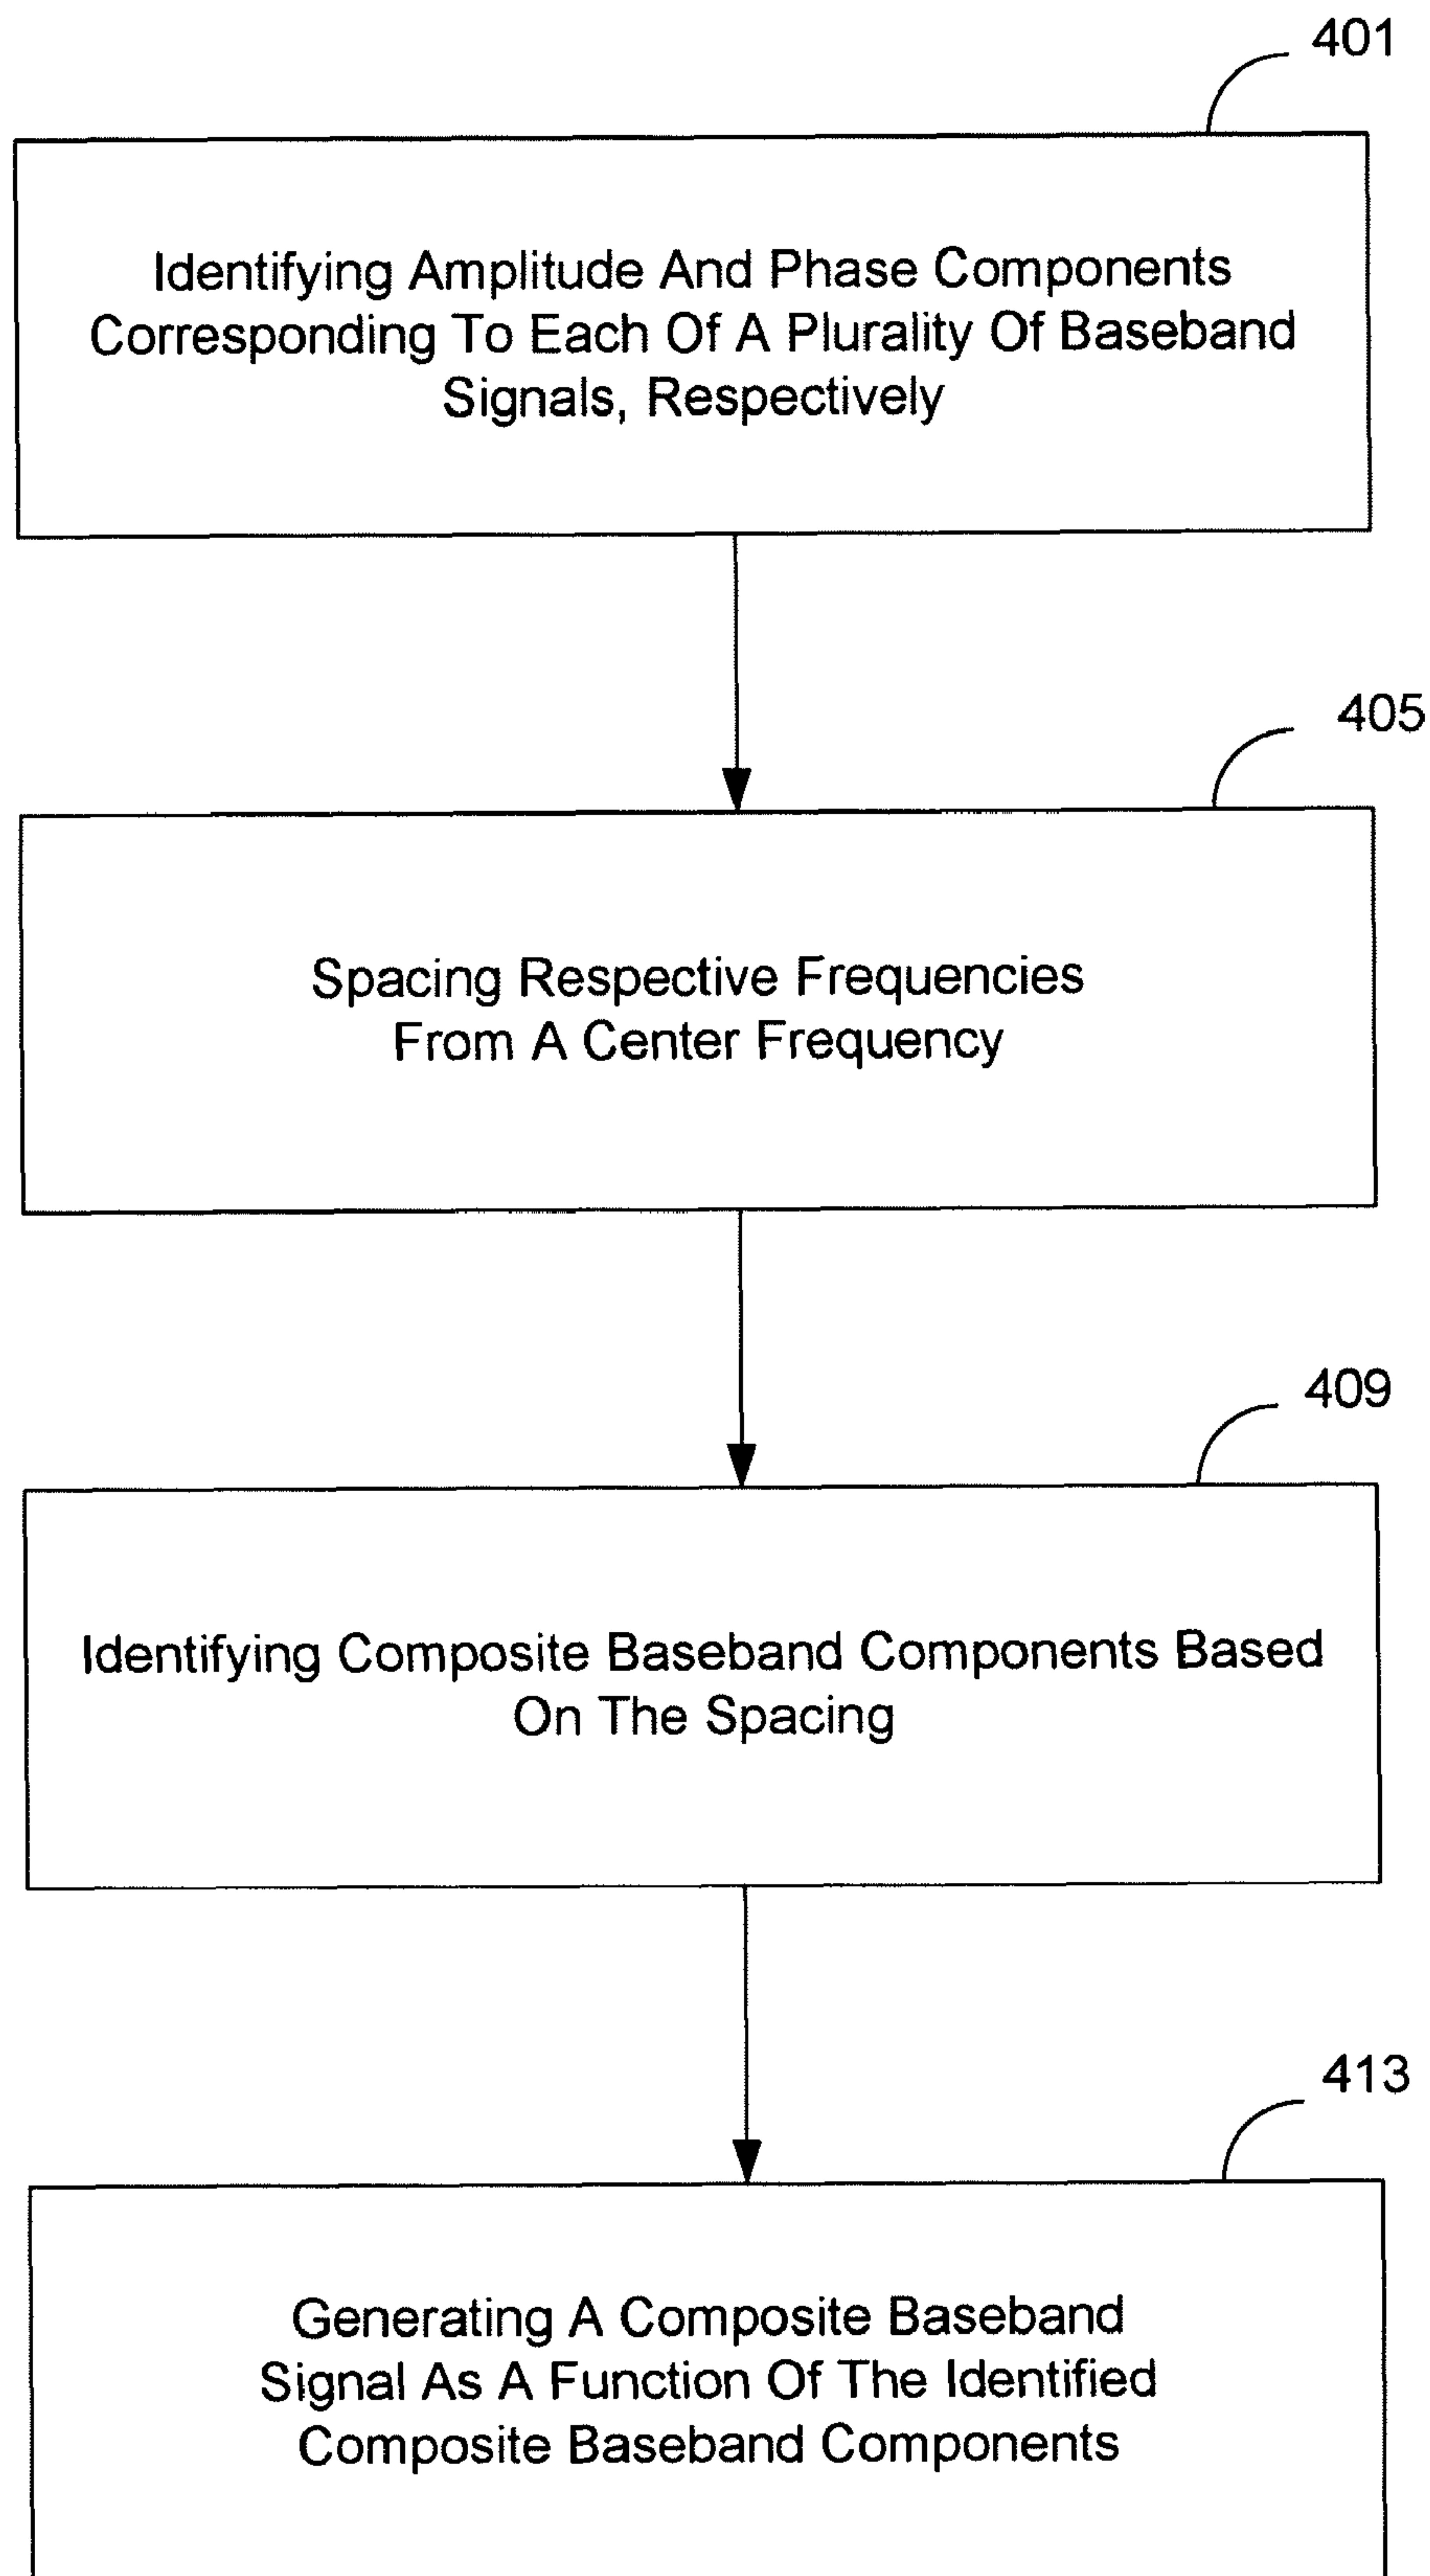 401
Identifying Amplitude And Phase Components
Corresponding To Each Of A Plurality Of Baseband
Signals, Respectively
405
Spacing Respective Frequencies
From A Center Frequency
409
Identifying Composite Baseband Components Based
On The Spacing
413
Generating A Composite Baseband
Signal As A Function Of The Identified
Composite Baseband Components